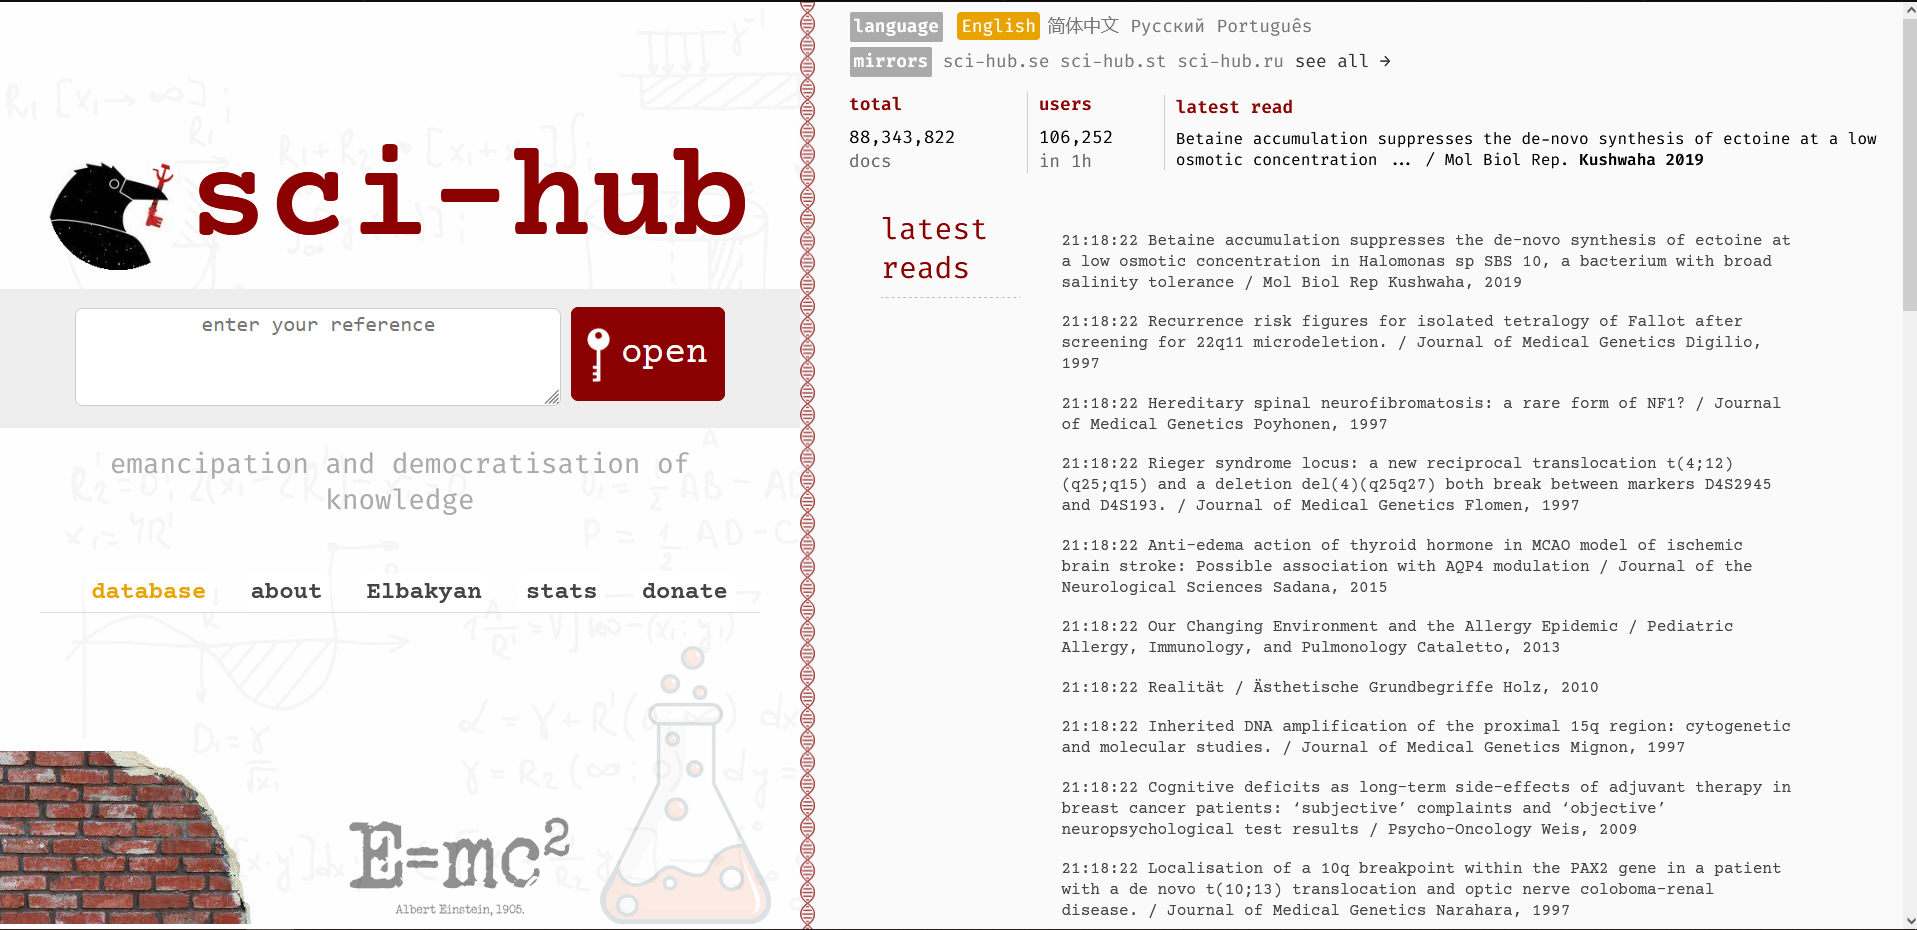 sci-hub
enter your reference
open
emancipation and democratisation of
knowledge
database about Elbakyan stats donate
E=mc²
Albert Einstein, 1905.
language English 简体中文 Русский Português
mirrors sci-hub.se sci-hub.st sci-hub.ru see all →
total
88,343,822
docs
users
106,252
in 1h
latest read
Betaine accumulation suppresses the de-novo synthesis of ectoine at a low
osmotic concentration … / Mol Biol Rep. Kushwaha 2019
latest
reads
21:18:22 Betaine accumulation suppresses the de-novo synthesis of ectoine at
a low osmotic concentration in Halomonas sp SBS 10, a bacterium with broad
salinity tolerance / Mol Biol Rep Kushwaha, 2019
21:18:22 Recurrence risk figures for isolated tetralogy of Fallot after
screening for 22q11 microdeletion. / Journal of Medical Genetics Digilio,
1997
21:18:22 Hereditary spinal neurofibromatosis: a rare form of NF1? / Journal
of Medical Genetics Poyhonen, 1997
21:18:22 Rieger syndrome locus: a new reciprocal translocation t(4;12)
(q25;q15) and a deletion del(4)(q25q27) both break between markers D4S2945
and D4S193. / Journal of Medical Genetics Flomen, 1997
21:18:22 Anti-edema action of thyroid hormone in MCAO model of ischemic
brain stroke: Possible association with AQP4 modulation / Journal of the
Neurological Sciences Sadana, 2015
21:18:22 Our Changing Environment and the Allergy Epidemic / Pediatric
Allergy, Immunology, and Pulmonology Cataletto, 2013
21:18:22 Realität / Ästhetische Grundbegriffe Holz, 2010
21:18:22 Inherited DNA amplification of the proximal 15q region: cytogenetic
and molecular studies. / Journal of Medical Genetics Mignon, 1997
21:18:22 Cognitive deficits as long-term side-effects of adjuvant therapy in
breast cancer patients: ‘subjective’ complaints and ‘objective’
neuropsychological test results / Psycho-Oncology Weis, 2009
21:18:22 Localisation of a 10q breakpoint within the PAX2 gene in a patient
with a de novo t(10;13) translocation and optic nerve coloboma-renal
disease. / Journal of Medical Genetics Narahara, 1997